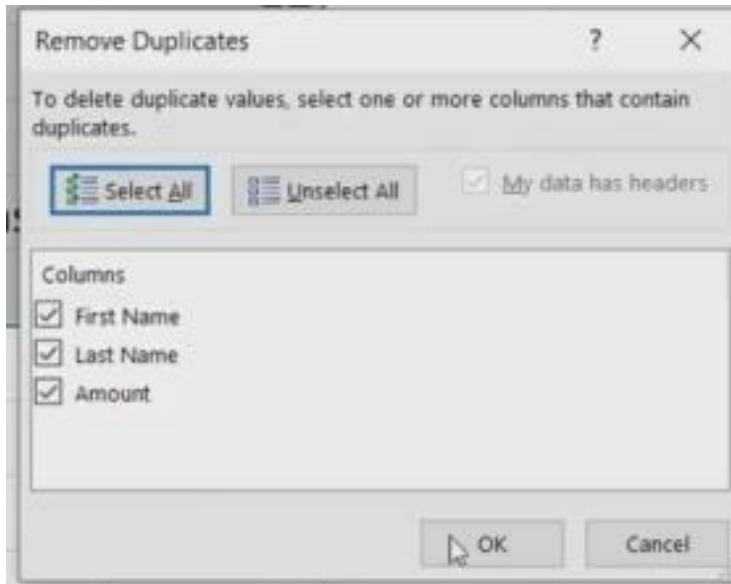 Remove Duplicates ? ×
To delete duplicate values, select one or more columns that contain
duplicates.
Select All Unselect All My data has headers
Columns
First Name
Last Name
Amount
OK Cancel